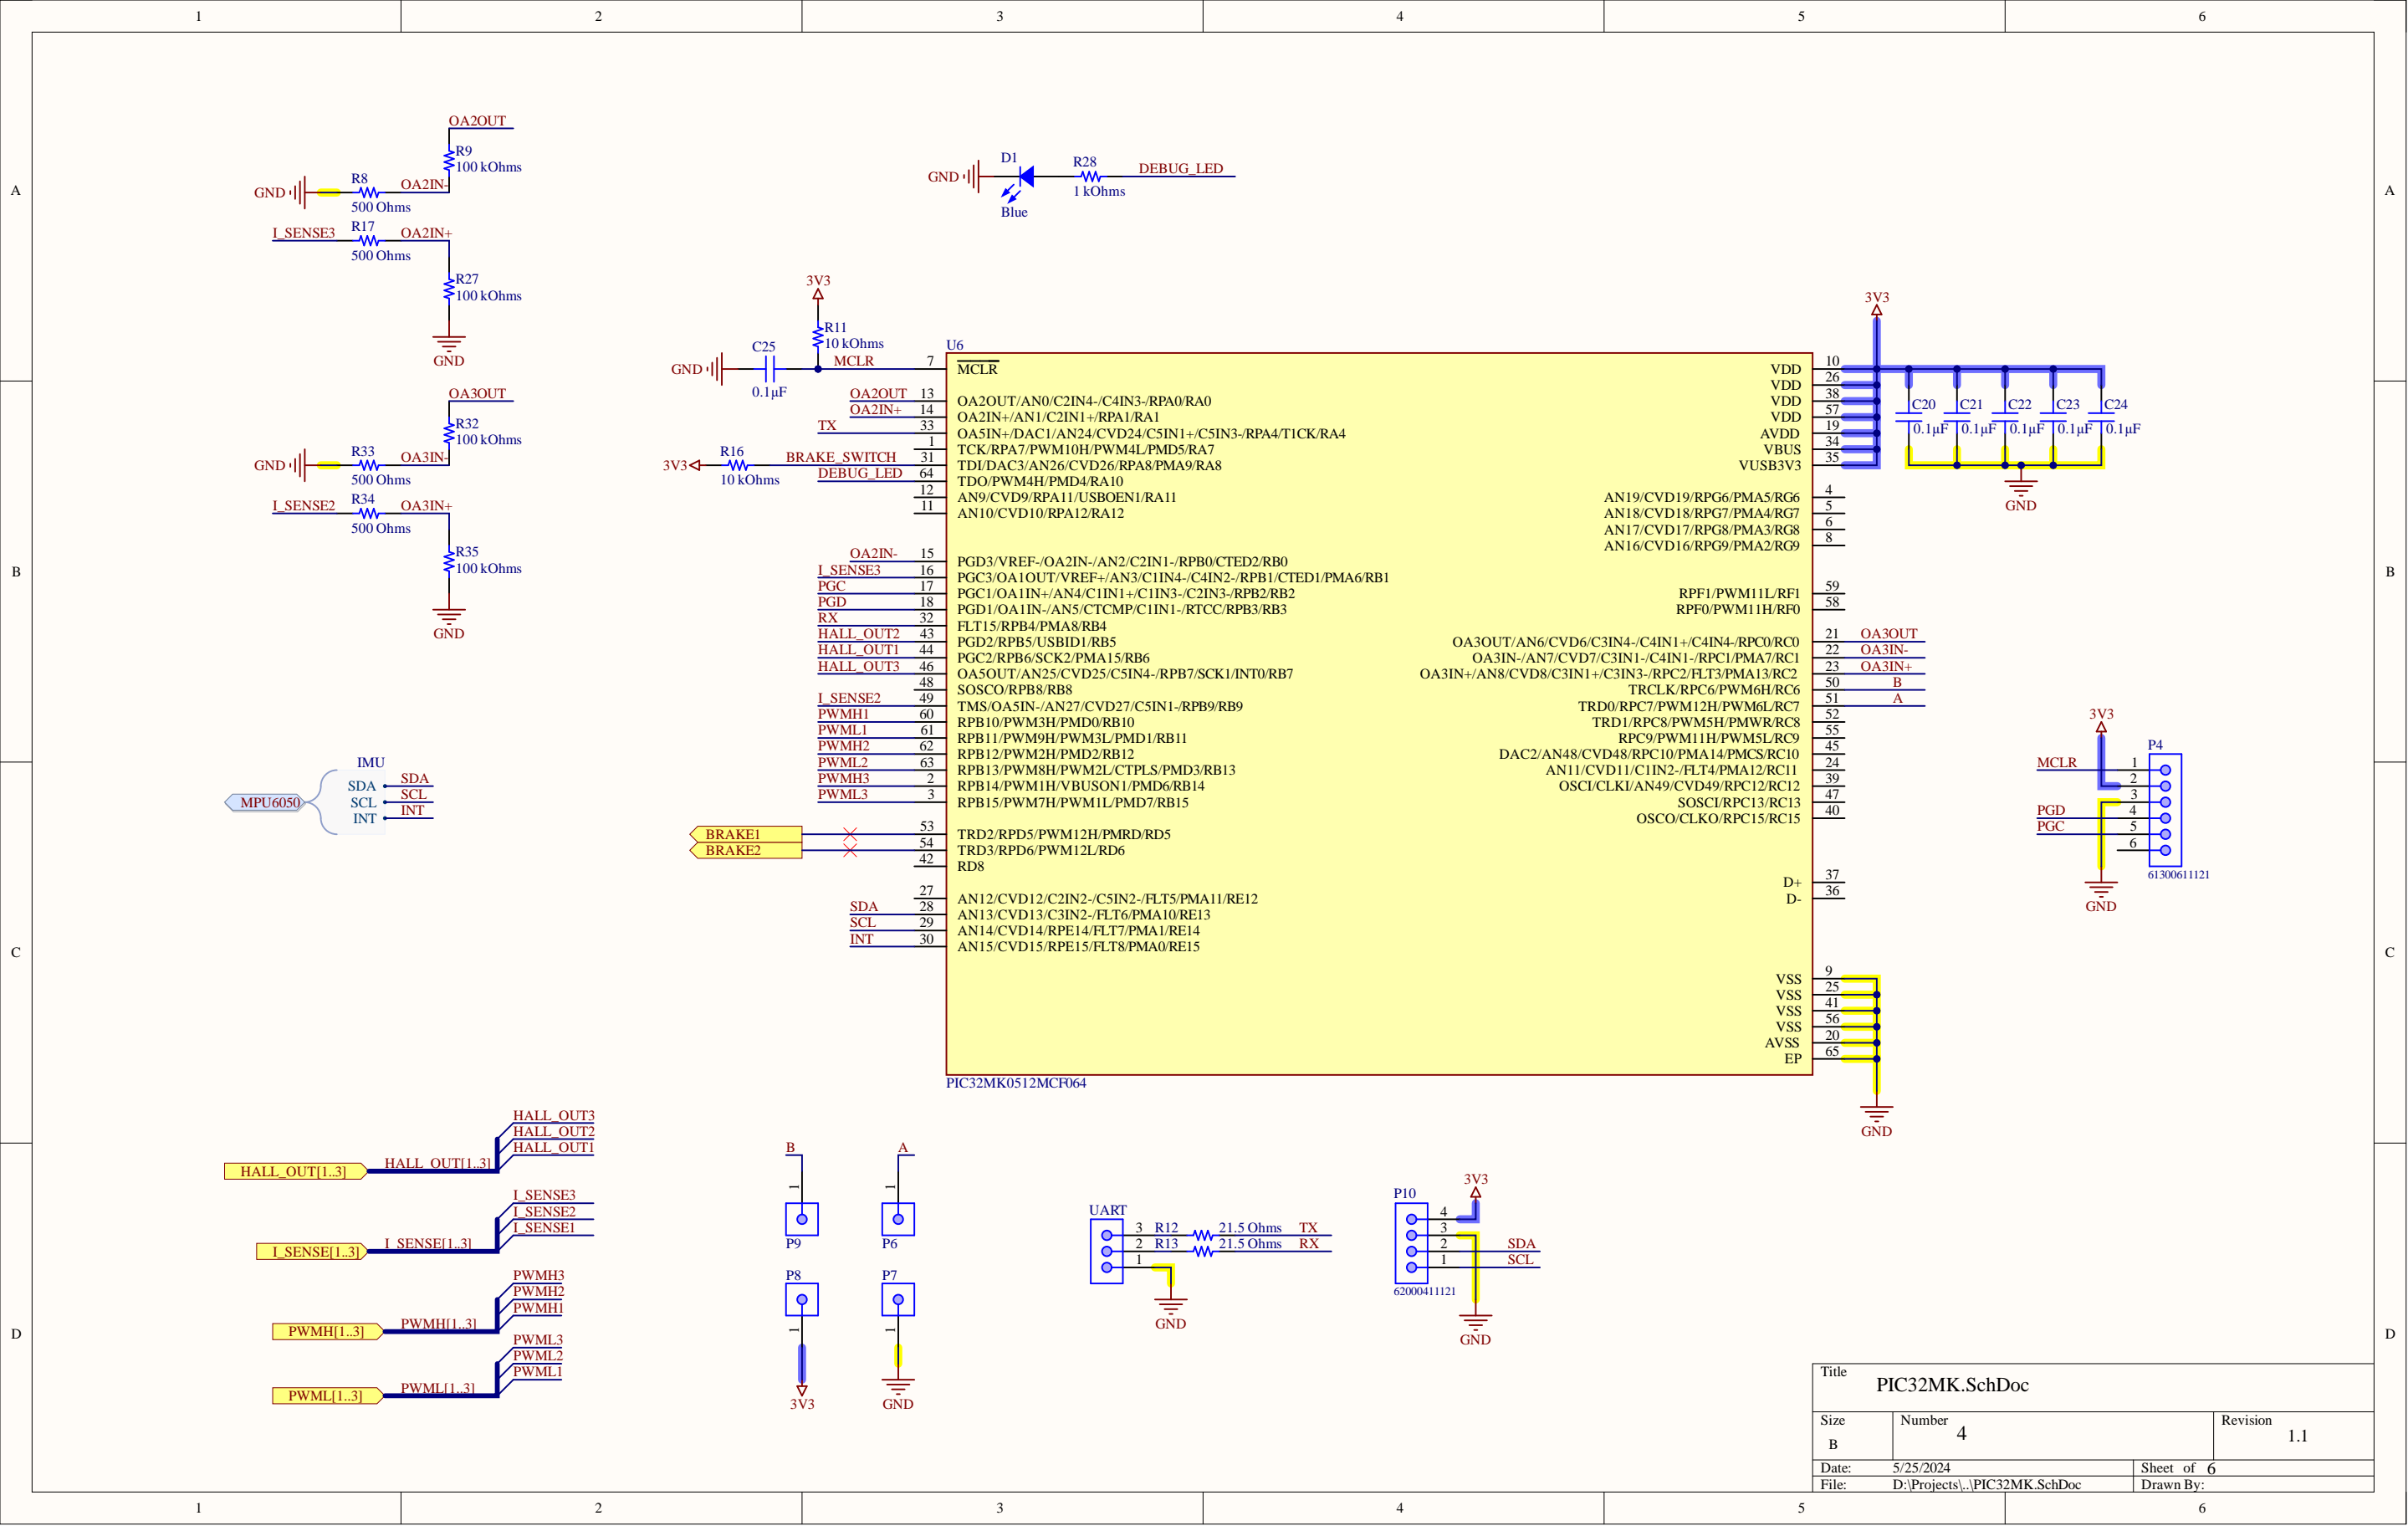 1 2 3 4 5 6
A
A
OA2OUT
R9
100 kOhms
GND
R8
500 Ohms
OA2IN-
I_SENSE3
R17
500 Ohms
OA2IN+
R27
100 kOhms
GND
OA3OUT
R32
100 kOhms
GND
R33
500 Ohms
OA3IN-
I_SENSE2
R34
500 Ohms
OA3IN+
R35
100 kOhms
GND
GND
D1
Blue
R28
1 kOhms
DEBUG_LED
3V3
R11
10 kOhms
GND
C25
0.1µF
MCLR
3V3
R16
10 kOhms
BRAKE_SWITCH
U6
7 MCLR
OA2OUT 13 OA2OUT/AN0/C2IN4-/C4IN3-/RPA0/RA0
OA2IN+ 14 OA2IN+/AN1/C2IN1+/RPA1/RA1
TX 33 OA5IN+/DAC1/AN24/CVD24/C5IN1+/C5IN3-/RPA4/T1CK/RA4
1 TCK/RPA7/PWM10H/PWM4L/PMD5/RA7
31 TDI/DAC3/AN26/CVD26/RPA8/PMA9/RA8
DEBUG_LED 64 TDO/PWM4H/PMD4/RA10
12 AN9/CVD9/RPA11/USBOEN1/RA11
11 AN10/CVD10/RPA12/RA12
OA2IN- 15 PGD3/VREF-/OA2IN-/AN2/C2IN1-/RPB0/CTED2/RB0
I_SENSE3 16 PGC3/OA1OUT/VREF+/AN3/C1IN4-/C4IN2-/RPB1/CTED1/PMA6/RB1
PGC 17 PGC1/OA1IN+/AN4/C1IN1+/C1IN3-/C2IN3-/RPB2/RB2
PGD 18 PGD1/OA1IN-/AN5/CTCMP/C1IN1-/RTCC/RPB3/RB3
RX 32 FLT15/RPB4/PMA8/RB4
HALL_OUT2 43 PGD2/RPB5/USBID1/RB5
HALL_OUT1 44 PGC2/RPB6/SCK2/PMA15/RB6
HALL_OUT3 46 OA5OUT/AN25/CVD25/C5IN4-/RPB7/SCK1/INT0/RB7
48 SOSCO/RPB8/RB8
I_SENSE2 49 TMS/OA5IN-/AN27/CVD27/C5IN1-/RPB9/RB9
PWMH1 60 RPB10/PWM3H/PMD0/RB10
PWML1 61 RPB11/PWM9H/PWM3L/PMD1/RB11
PWMH2 62 RPB12/PWM2H/PMD2/RB12
PWML2 63 RPB13/PWM8H/PWM2L/CTPLS/PMD3/RB13
PWMH3 2 RPB14/PWM1H/VBUSON1/PMD6/RB14
PWML3 3 RPB15/PWM7H/PWM1L/PMD7/RB15
BRAKE1 53 TRD2/RPD5/PWM12H/PMRD/RD5
BRAKE2 54 TRD3/RPD6/PWM12L/RD6
42 RD8
27 AN12/CVD12/C2IN2-/C5IN2-/FLT5/PMA11/RE12
SDA 28 AN13/CVD13/C3IN2-/FLT6/PMA10/RE13
SCL 29 AN14/CVD14/RPE14/FLT7/PMA1/RE14
INT 30 AN15/CVD15/RPE15/FLT8/PMA0/RE15
PIC32MK0512MCF064
3V3
VDD 10
VDD 26
VDD 38
VDD 57
AVDD 19
VBUS 34
VUSB3V3 35
C20 C21 C22 C23 C24
0.1µF 0.1µF 0.1µF 0.1µF 0.1µF
GND
AN19/CVD19/RPG6/PMA5/RG6 4
AN18/CVD18/RPG7/PMA4/RG7 5
AN17/CVD17/RPG8/PMA3/RG8 6
AN16/CVD16/RPG9/PMA2/RG9 8
RPF1/PWM11L/RF1 59
RPF0/PWM11H/RF0 58
OA3OUT/AN6/CVD6/C3IN4-/C4IN1+/C4IN4-/RPC0/RC0 21 OA3OUT
OA3IN-/AN7/CVD7/C3IN1-/C4IN1-/RPC1/PMA7/RC1 22 OA3IN-
OA3IN+/AN8/CVD8/C3IN1+/C3IN3-/RPC2/FLT3/PMA13/RC2 23 OA3IN+
TRCLK/RPC6/PWM6H/RC6 50 B
TRD0/RPC7/PWM12H/PWM6L/RC7 51 A
TRD1/RPC8/PWM5H/PMWR/RC8 52
RPC9/PWM11H/PWM5L/RC9 55
DAC2/AN48/CVD48/RPC10/PMA14/PMCS/RC10 45
AN11/CVD11/C1IN2-/FLT4/PMA12/RC11 24
OSCI/CLKI/AN49/CVD49/RPC12/RC12 39
SOSCI/RPC13/RC13 47
OSCO/CLKO/RPC15/RC15 40
D+ 37
D- 36
VSS 9
VSS 25
VSS 41
VSS 56
AVSS 20
EP 65
GND
3V3
P4
MCLR 1
2
3
PGD 4
PGC 5
6
61300611121
GND
B
B
IMU
MPU6050
SDA SDA
SCL SCL
INT INT
C
C
HALL_OUT3
HALL_OUT2
HALL_OUT1
HALL_OUT[1..3] HALL_OUT[1..3]
I_SENSE3
I_SENSE2
I_SENSE1
I_SENSE[1..3] I_SENSE[1..3]
PWMH3
PWMH2
PWMH1
PWMH[1..3] PWMH[1..3]
PWML3
PWML2
PWML1
PWML[1..3] PWML[1..3]
B A
1 1
P9 P6
P8 P7
1 1
3V3 GND
UART
3 R12 21.5 Ohms TX
2 R13 21.5 Ohms RX
1
GND
P10
3V3
4
3
2 SDA
1 SCL
62000411121
GND
D
D
Title
PIC32MK.SchDoc
Size
B
Number
4
Revision
1.1
Date: 5/25/2024 Sheet of 6
File: D:\Projects\..\PIC32MK.SchDoc Drawn By:
1 2 3 4 5 6